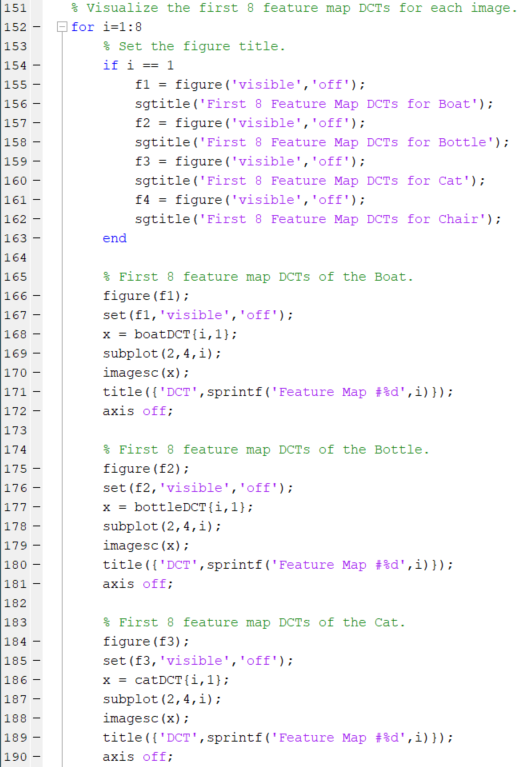 151 % Visualize the first 8 feature map DCTs for each image.
152 – for i=1:8
153 % Set the figure title.
154 – if i == 1
155 – f1 = figure('visible','off');
156 – sgtitle('First 8 Feature Map DCTs for Boat');
157 – f2 = figure('visible','off');
158 – sgtitle('First 8 Feature Map DCTs for Bottle');
159 – f3 = figure('visible','off');
160 – sgtitle('First 8 Feature Map DCTs for Cat');
161 – f4 = figure('visible','off');
162 – sgtitle('First 8 Feature Map DCTs for Chair');
163 – end
164
165 % First 8 feature map DCTs of the Boat.
166 – figure(f1);
167 – set(f1,'visible','off');
168 – x = boatDCT{i,1};
169 – subplot(2,4,i);
170 – imagesc(x);
171 – title({'DCT',sprintf('Feature Map #%d',i)});
172 – axis off;
173
174 % First 8 feature map DCTs of the Bottle.
175 – figure(f2);
176 – set(f2,'visible','off');
177 – x = bottleDCT{i,1};
178 – subplot(2,4,i);
179 – imagesc(x);
180 – title({'DCT',sprintf('Feature Map #%d',i)});
181 – axis off;
182
183 % First 8 feature map DCTs of the Cat.
184 – figure(f3);
185 – set(f3,'visible','off');
186 – x = catDCT{i,1};
187 – subplot(2,4,i);
188 – imagesc(x);
189 – title({'DCT',sprintf('Feature Map #%d',i)});
190 – axis off;